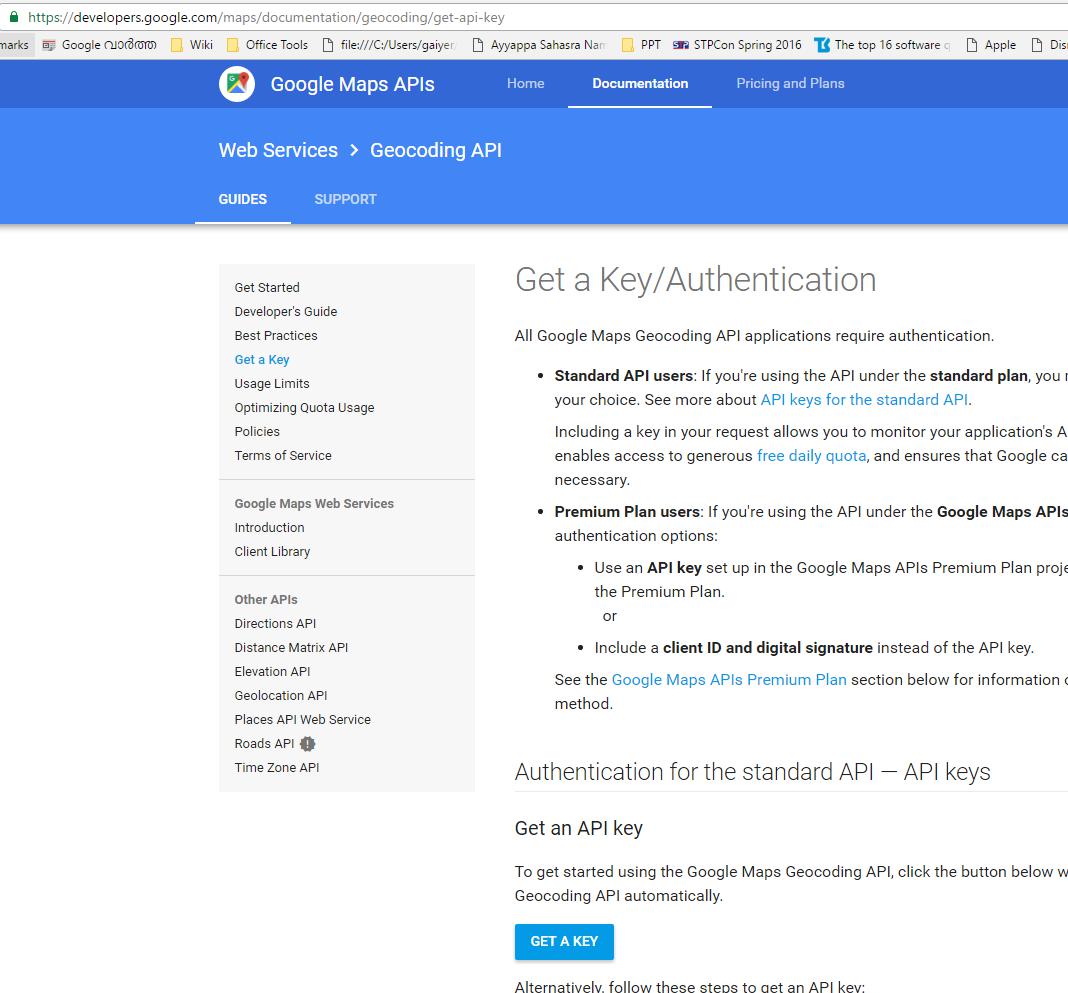 https://developers.google.com/maps/documentation/geocoding/get-api-key
marks Google വാർത്ത Wiki Office Tools file:///C:/Users/gaiyer Ayyappa Sahasra Nam PPT STPCon Spring 2016 The top 16 software q Apple Dis
Google Maps APIs Home Documentation Pricing and Plans
Web Services > Geocoding API
GUIDES SUPPORT
Get Started
Developer's Guide
Best Practices
Get a Key
Usage Limits
Optimizing Quota Usage
Policies
Terms of Service
Google Maps Web Services
Introduction
Client Library
Other APIs
Directions API
Distance Matrix API
Elevation API
Geolocation API
Places API Web Service
Roads API
Time Zone API
Get a Key/Authentication
All Google Maps Geocoding API applications require authentication.
• Standard API users: If you're using the API under the standard plan, you
your choice. See more about API keys for the standard API.
Including a key in your request allows you to monitor your application's A
enables access to generous free daily quota, and ensures that Google ca
necessary.
• Premium Plan users: If you're using the API under the Google Maps APIs
authentication options:
• Use an API key set up in the Google Maps APIs Premium Plan proje
the Premium Plan.
or
• Include a client ID and digital signature instead of the API key.
See the Google Maps APIs Premium Plan section below for information o
method.
Authentication for the standard API — API keys
Get an API key
To get started using the Google Maps Geocoding API, click the button below w
Geocoding API automatically.
GET A KEY
Alternatively, follow these steps to get an API key: